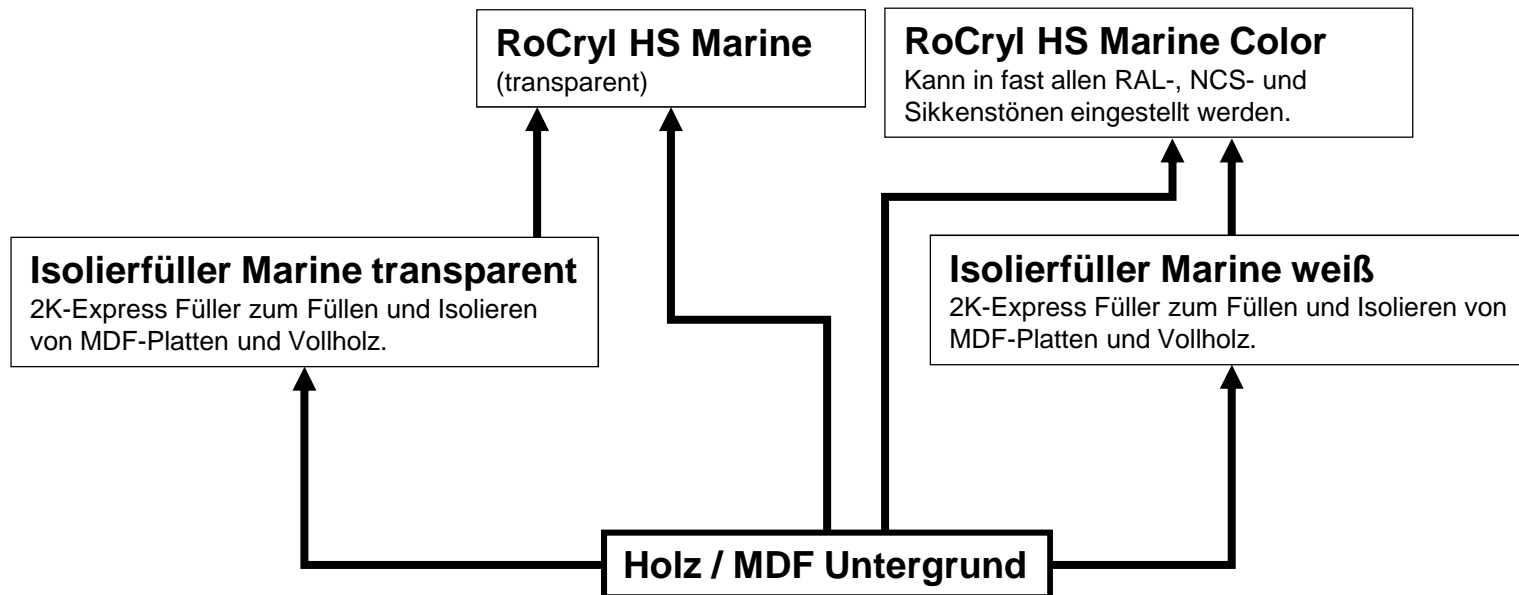 RoCryl HS Marine
(transparent)
RoCryl HS Marine Color
Kann in fast allen RAL-, NCS- und
Sikkenstönen eingestellt werden.
Isolierfüller Marine transparent
2K-Express Füller zum Füllen und Isolieren
von MDF-Platten und Vollholz.
Isolierfüller Marine weiß
2K-Express Füller zum Füllen und Isolieren von
MDF-Platten und Vollholz.
Holz / MDF Untergrund